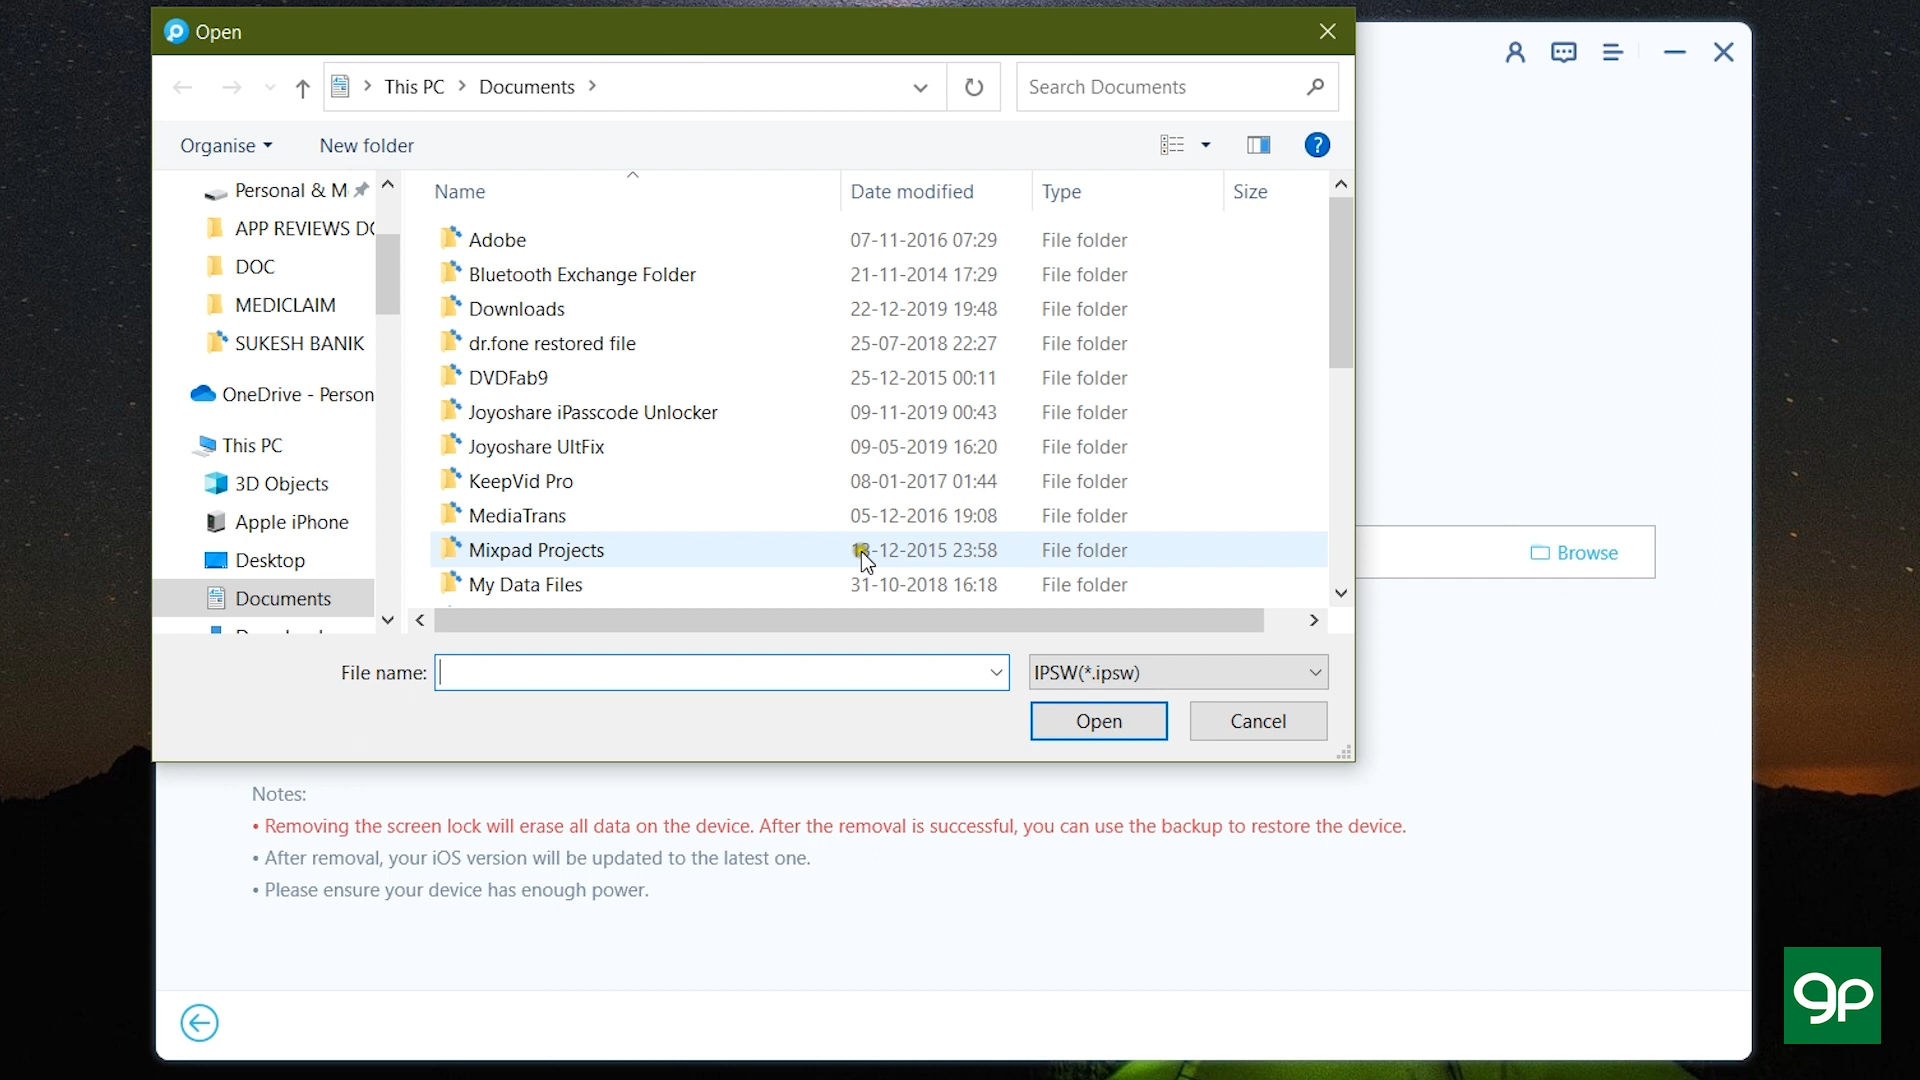 Open
This PC > Documents >
Search Documents
Organise
New folder
Personal & M
APP REVIEWS DO
DOC
MEDICLAIM
SUKESH BANIK
OneDrive - Person
This PC
3D Objects
Apple iPhone
Desktop
Documents
Name Date modified Type Size
Adobe 07-11-2016 07:29 File folder
Bluetooth Exchange Folder 21-11-2014 17:29 File folder
Downloads 22-12-2019 19:48 File folder
dr.fone restored file 25-07-2018 22:27 File folder
DVDFab9 25-12-2015 00:11 File folder
Joyoshare iPasscode Unlocker 09-11-2019 00:43 File folder
Joyoshare UltFix 09-05-2019 16:20 File folder
KeepVid Pro 08-01-2017 01:44 File folder
MediaTrans 05-12-2016 19:08 File folder
Mixpad Projects -12-2015 23:58 File folder
My Data Files 31-10-2018 16:18 File folder
File name:
IPSW(*.ipsw)
Open
Cancel
Browse
Notes:
• Removing the screen lock will erase all data on the device. After the removal is successful, you can use the backup to restore the device.
• After removal, your iOS version will be updated to the latest one.
• Please ensure your device has enough power.
gp